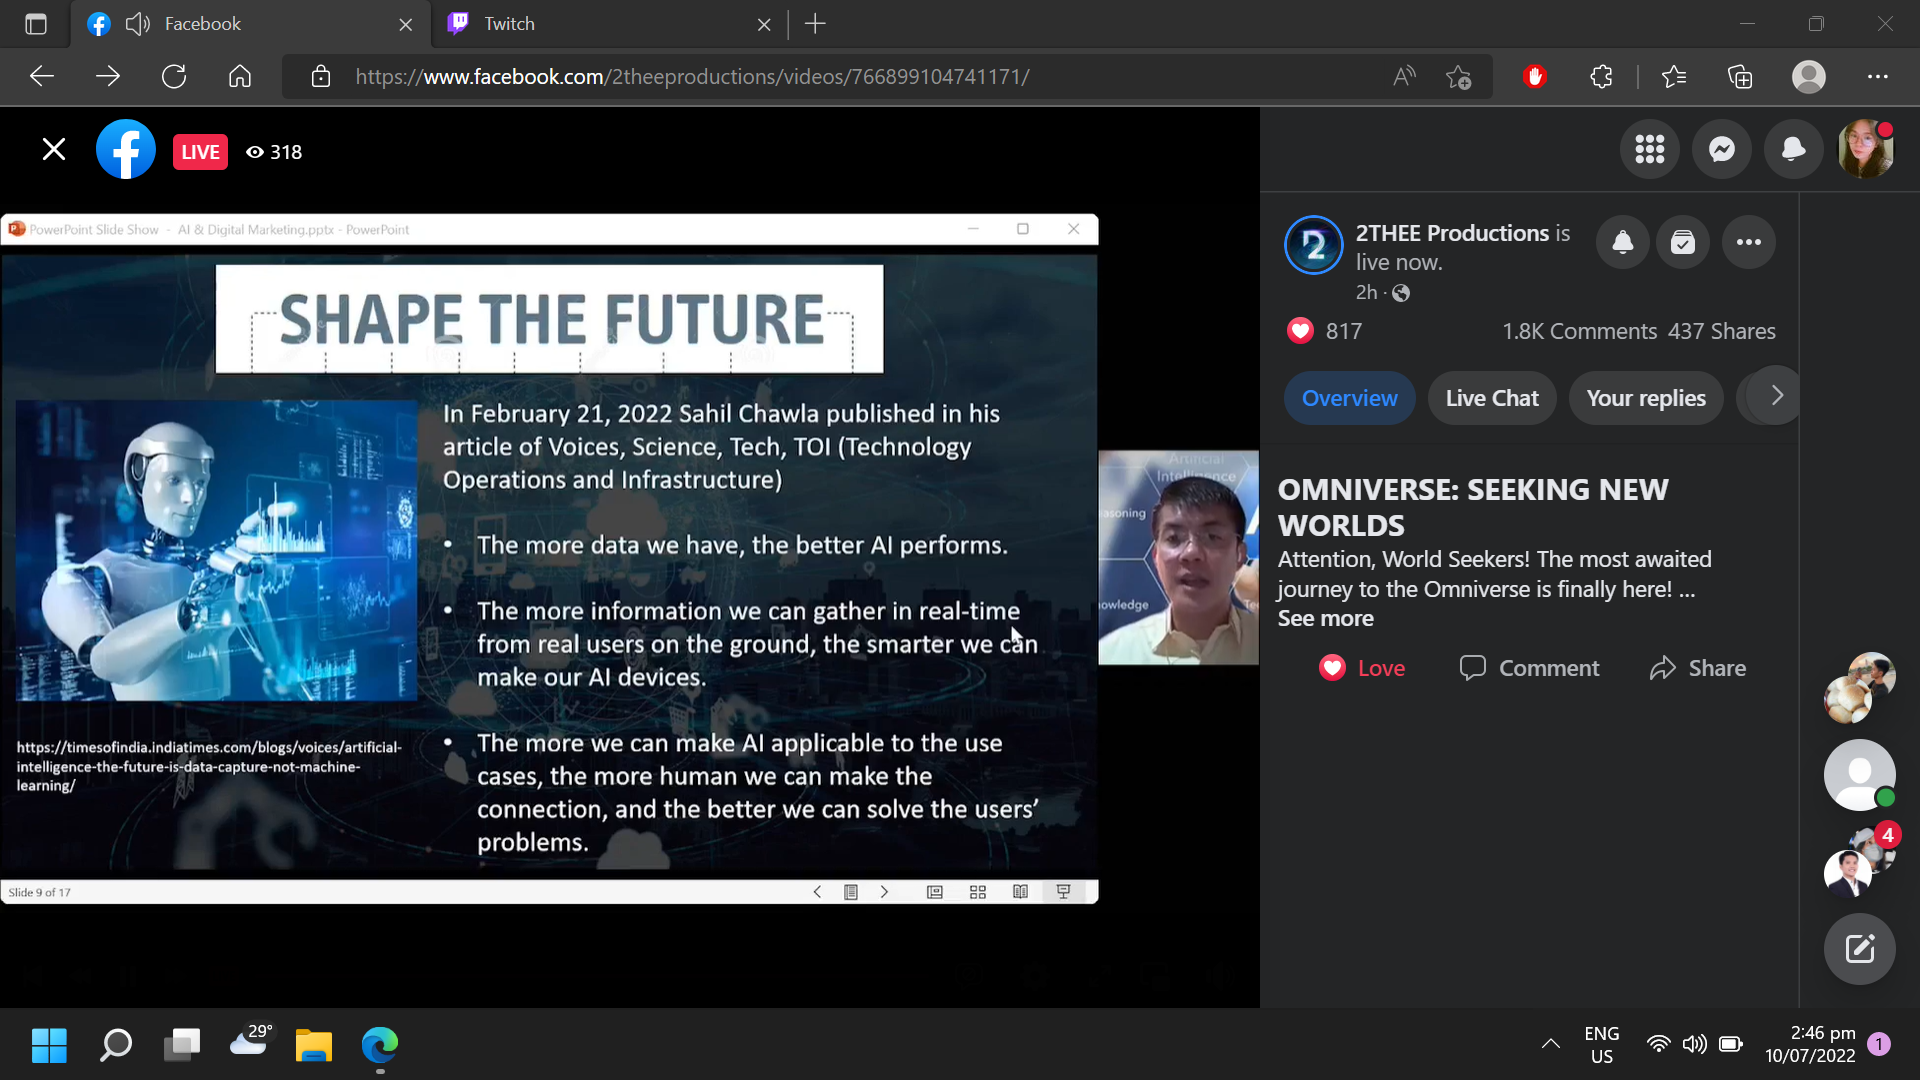 Facebook
Twitch
https://www.facebook.com/2theeproductions/videos/766899104741171/
LIVE
318
PowerPoint Slide Show - AI & Digital Marketing.pptx - PowerPoint
SHAPE THE FUTURE
In February 21, 2022 Sahil Chawla published in his
article of Voices, Science, Tech, TOI (Technology
Operations and Infrastructure)
• The more data we have, the better AI performs.
• The more information we can gather in real-time
from real users on the ground, the smarter we can
make our AI devices.
• The more we can make AI applicable to the use
cases, the more human we can make the
connection, and the better we can solve the users'
problems.
https://timesofindia.indiatimes.com/blogs/voices/artificial-
intelligence-the-future-is-data-capture-not-machine-
learning/
Slide 9 of 17
Artificial
Intelligence
2THEE Productions is
live now.
2h ·
817
1.8K Comments 437 Shares
Overview
Live Chat
Your replies
OMNIVERSE: SEEKING NEW
WORLDS
Attention, World Seekers! The most awaited
journey to the Omniverse is finally here! ...
See more
Love
Comment
Share
4
29°
ENG
US
2:46 pm
10/07/2022
1